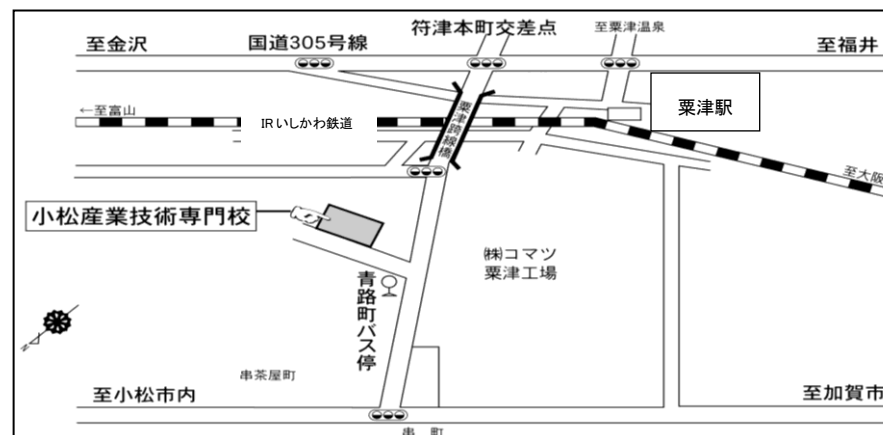 符津本町交差点
至粟津温泉
至金沢
国道305号線
至福井
←至富山
IRいしかわ鉄道
粟津跨線橋
粟津駅
至大阪
小松産業技術専門校
㈱コマツ
粟津工場
青路町バス停
N
串茶屋町
至小松市内
至加賀市
串 町